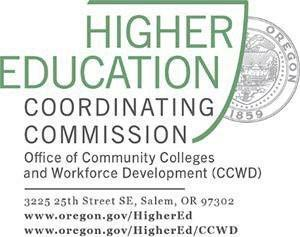 HIGHER
EDUCATION
COORDINATING
COMMISSION
OREGON
1859
Office of Community Colleges
and Workforce Development (CCWD)
3225 25th Street SE, Salem, OR 97302
www.oregon.gov/HigherEd
www.oregon.gov/HigherEd/CCWD